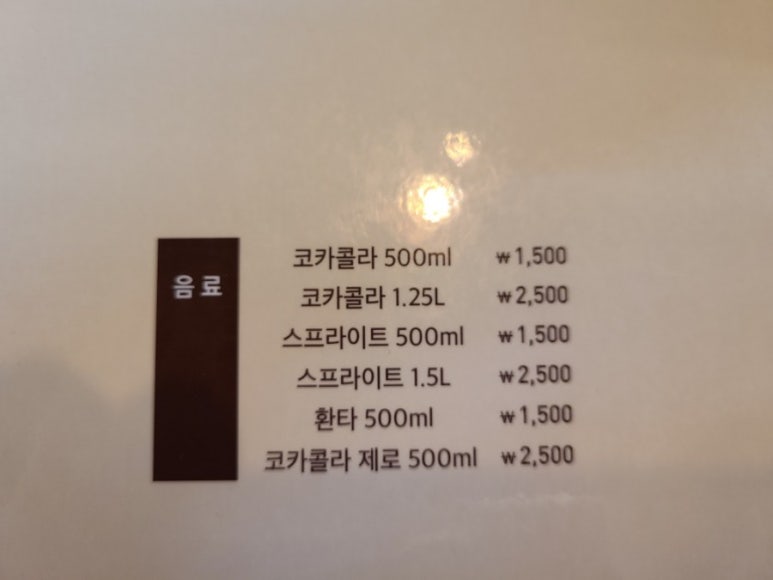 음료
코카콜라 500ml ₩1,500
코카콜라 1.25L ₩2,500
스프라이트 500ml ₩1,500
스프라이트 1.5L ₩2,500
환타 500ml ₩1,500
코카콜라 제로 500ml ₩2,500